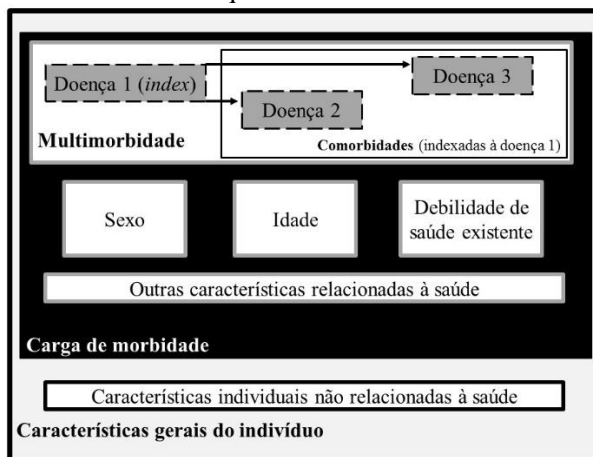 Doença 1 (index)
Doença 3
Doença 2
Multimorbidade
Comorbidades (indexadas à doença 1)
Sexo
Idade
Debilidade de
saúde existente
Outras características relacionadas à saúde
Carga de morbidade
Características individuais não relacionadas à saúde
Características gerais do indivíduo